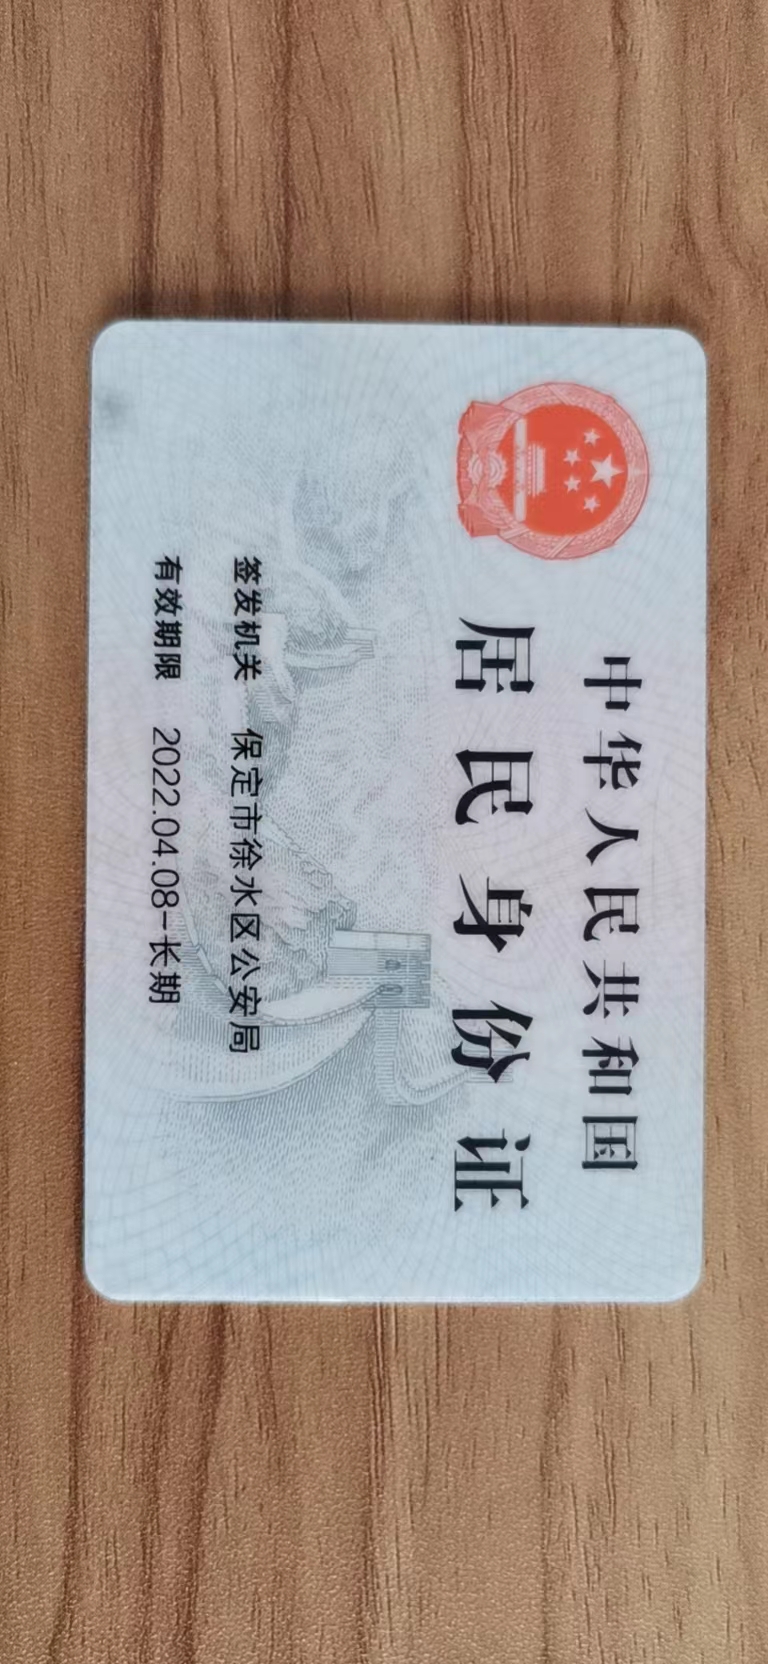 中华人民共和国
居民身份证
签发机关 保定市徐水区公安局
有效期限 2022.04.08-长期